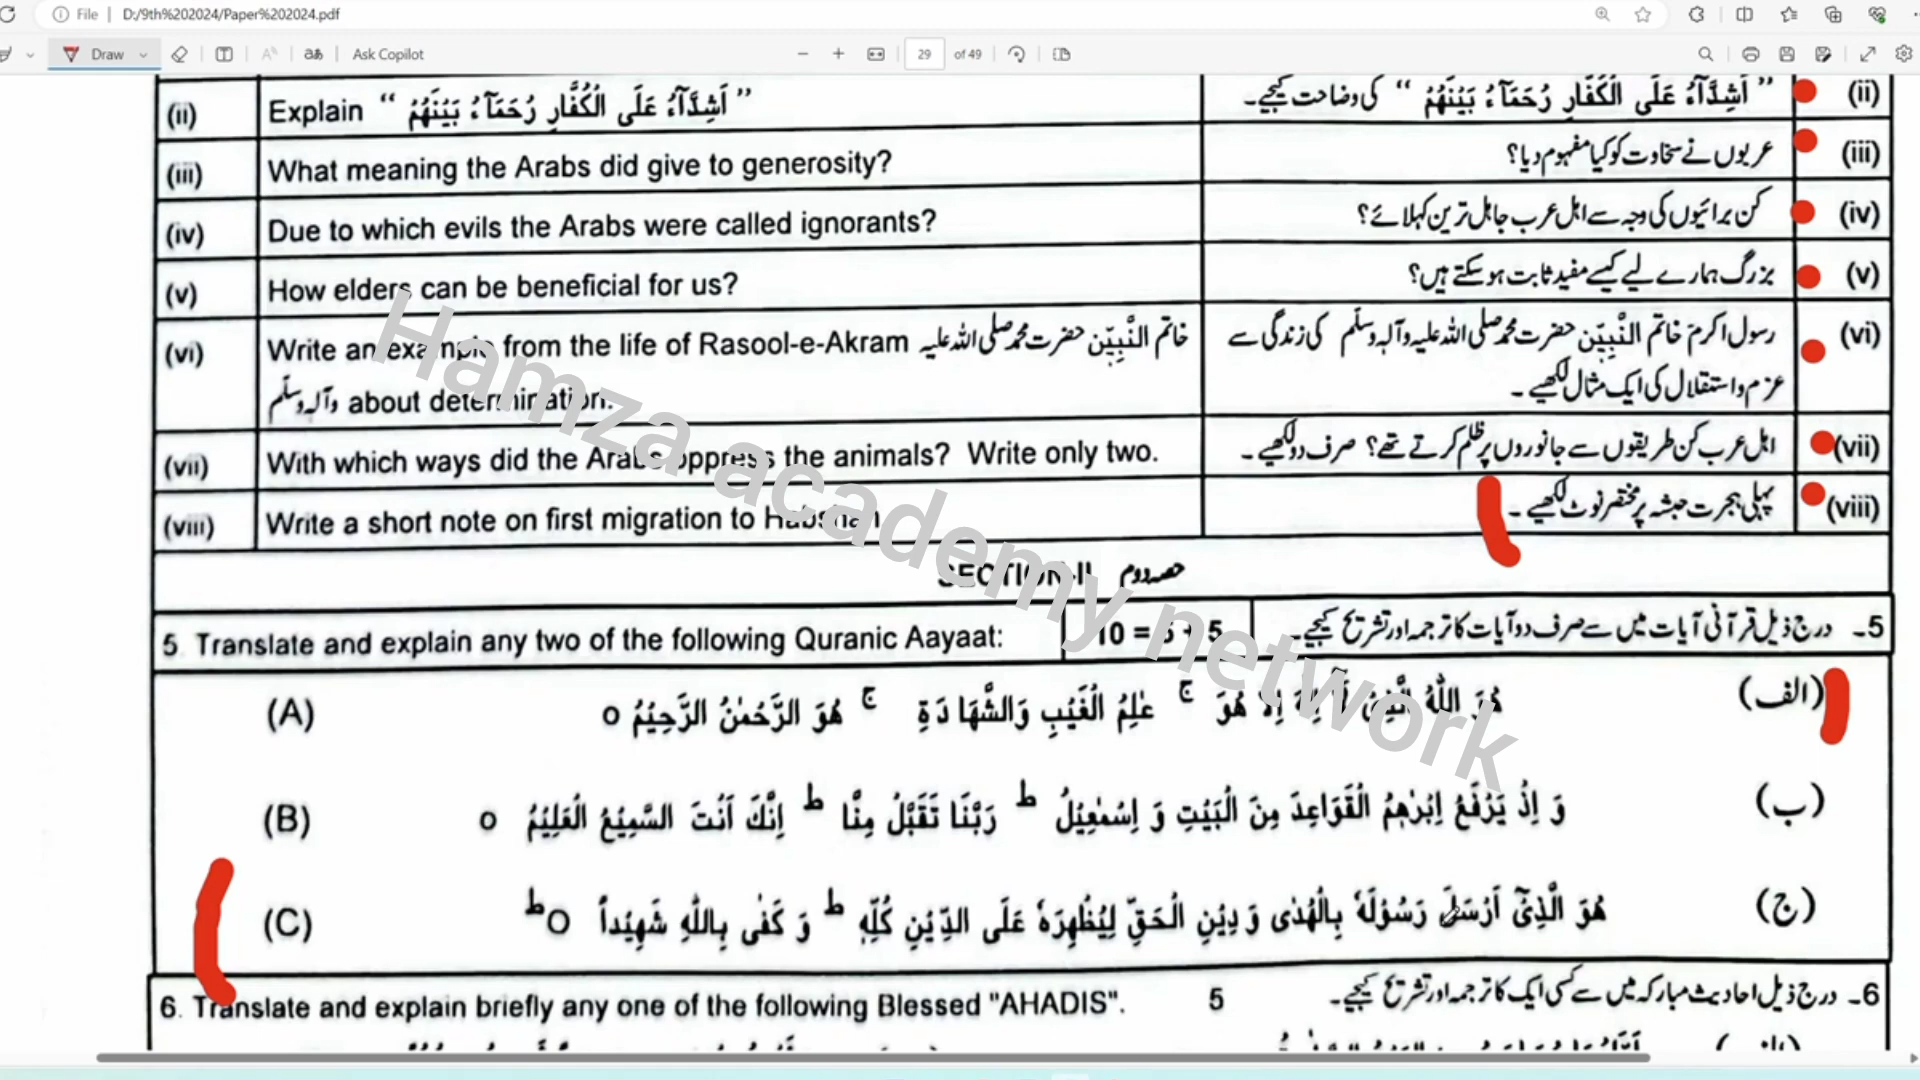 File D:/9th%202024/Paper%202024.pdf
Draw Ask Copilot 29 of 49
(ii) Explain “ اَشِدَّآءُ عَلَى الْكُفَّارِ رُحَمَآءُ بَيْنَهُمْ ” “ اَشِدَّآءُ عَلَى الْكُفَّارِ رُحَمَآءُ بَيْنَهُمْ ” کی وضاحت کیجیے۔ (ii)
(iii) What meaning the Arabs did give to generosity? عربوں نے سخاوت کو کیا مفہوم دیا؟ (iii)
(iv) Due to which evils the Arabs were called ignorants? کن برائیوں کی وجہ سے اہل عرب جاہل ترین کہلائے؟ (iv)
(v) How elders can be beneficial for us? بزرگ ہمارے لیے کیسے مفید ثابت ہوسکتے ہیں؟ (v)
(vi) Write an example from the life of Rasool-e-Akram خاتم النَّبِيّٖن حضرت محمد صلی اللہ علیہ رسول اکرم خاتم النَّبِيّٖن حضرت محمد صلی اللہ علیہ وآلہ وسلّم کی زندگی سے (vi)
وآلہ وسلّم about determination. عزم و استقلال کی ایک مثال لکھیے۔
(vii) With which ways did the Arabs oppress the animals? Write only two. اہل عرب کن طریقوں سے جانوروں پر ظلم کرتے تھے؟ صرف دو لکھیے۔ (vii)
(viii) Write a short note on first migration to Habshah پہلی ہجرت حبشہ پر مختصر نوٹ لکھیے۔ (viii)
SECTION-II حصہ دوم
5. Translate and explain any two of the following Quranic Aayaat: 10 = 5 + 5 5۔ درج ذیل قرآنی آیات میں سے صرف دو آیات کا ترجمہ اور تشریح کیجیے۔
(A) هُوَ اللّٰهُ الَّذِىْ لَآ اِلٰهَ اِلَّا هُوَ ج عٰلِمُ الْغَيْبِ وَالشَّهَا دَةِ ج هُوَ الرَّحْمٰنُ الرَّحِيْمُ o (الف)
(B) وَ اِذْ يَرْفَعُ اِبْرٰهٖمُ الْقَوَاعِدَ مِنَ الْبَيْتِ وَ اِسْمٰعِيْلُ ط رَبَّنَا تَقَبَّلْ مِنَّا ط اِنَّكَ اَنْتَ السَّمِيْعُ الْعَلِيْمُ o (ب)
(C) هُوَ الَّذِىْٓ اَرْسَلَ رَسُوْلَهٗ بِالْهُدٰى وَ دِيْنِ الْحَقِّ لِيُظْهِرَهٗ عَلَى الدِّيْنِ كُلِّهٖ ط وَ كَفٰى بِاللّٰهِ شَهِيْداً O ط (ج)
6. Translate and explain briefly any one of the following Blessed "AHADIS". 5 6۔ درج ذیل احادیث مبارکہ میں سے کسی ایک کا ترجمہ اور تشریح کیجیے۔
Hamza academy network